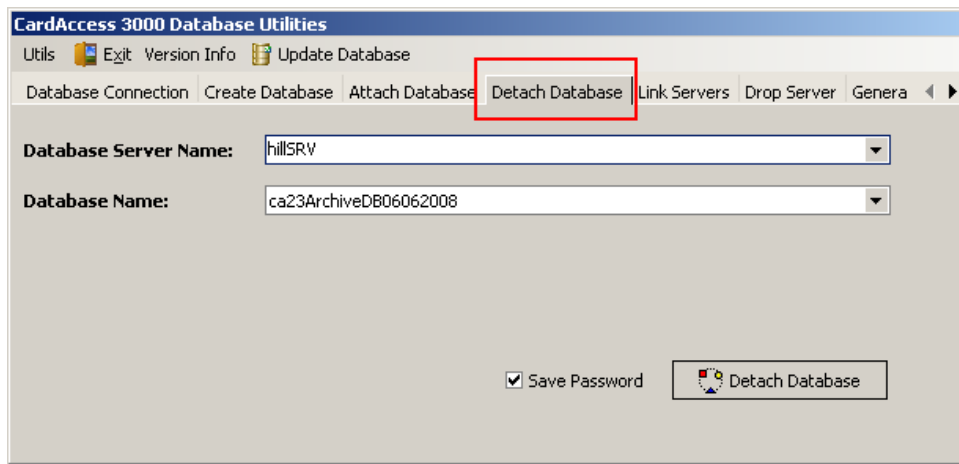 CardAccess 3000 Database Utilities
Utils Exit Version Info Update Database
Database Connection Create Database Attach Database Detach Database Link Servers Drop Server Genera
Database Server Name: hillSRV
Database Name: ca23ArchiveDB06062008
Save Password Detach Database